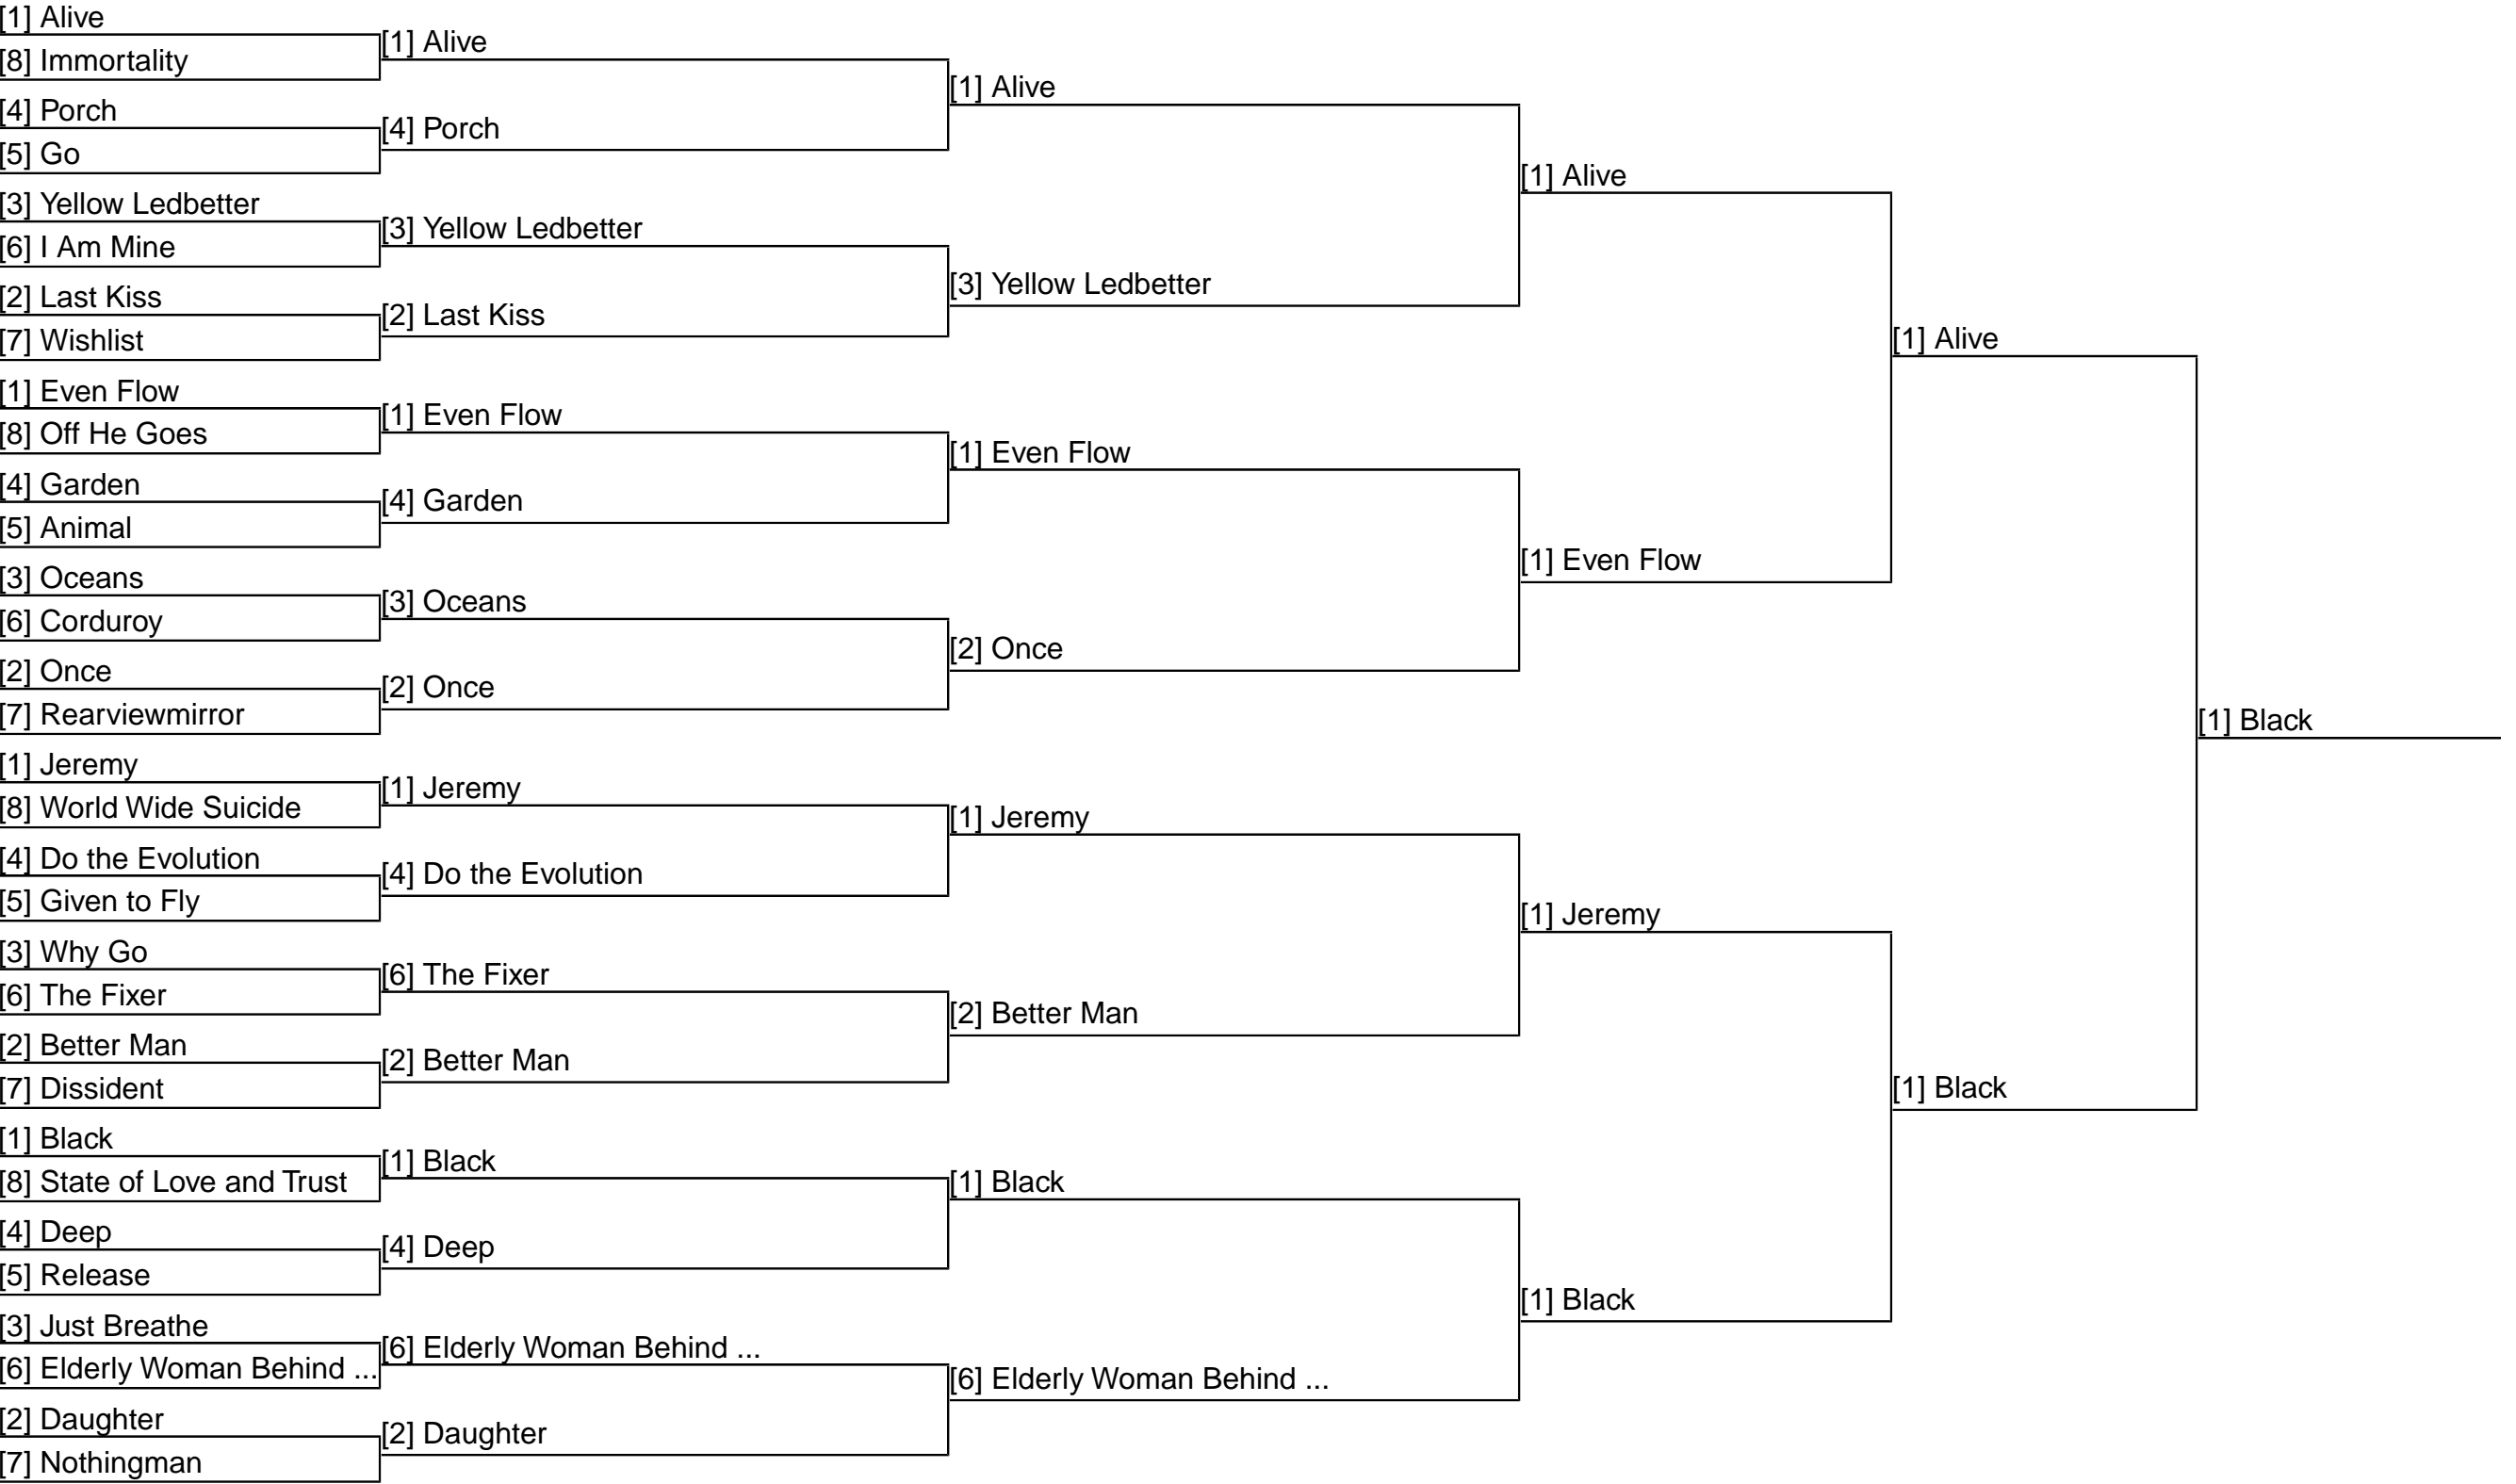 [1] Alive
[8] Immortality
[4] Porch
[5] Go
[3] Yellow Ledbetter
[6] I Am Mine
[2] Last Kiss
[7] Wishlist
[1] Even Flow
[8] Off He Goes
[4] Garden
[5] Animal
[3] Oceans
[6] Corduroy
[2] Once
[7] Rearviewmirror
[1] Jeremy
[8] World Wide Suicide
[4] Do the Evolution
[5] Given to Fly
[3] Why Go
[6] The Fixer
[2] Better Man
[7] Dissident
[1] Black
[8] State of Love and Trust
[4] Deep
[5] Release
[3] Just Breathe
[6] Elderly Woman Behind ...
[2] Daughter
[7] Nothingman
[1] Alive
[4] Porch
[3] Yellow Ledbetter
[2] Last Kiss
[1] Even Flow
[4] Garden
[3] Oceans
[2] Once
[1] Jeremy
[4] Do the Evolution
[6] The Fixer
[2] Better Man
[1] Black
[4] Deep
[6] Elderly Woman Behind ...
[2] Daughter
[1] Alive
[3] Yellow Ledbetter
[1] Even Flow
[2] Once
[1] Jeremy
[2] Better Man
[1] Black
[6] Elderly Woman Behind ...
[1] Alive
[1] Even Flow
[1] Jeremy
[1] Black
[1] Alive
[1] Black
[1] Black